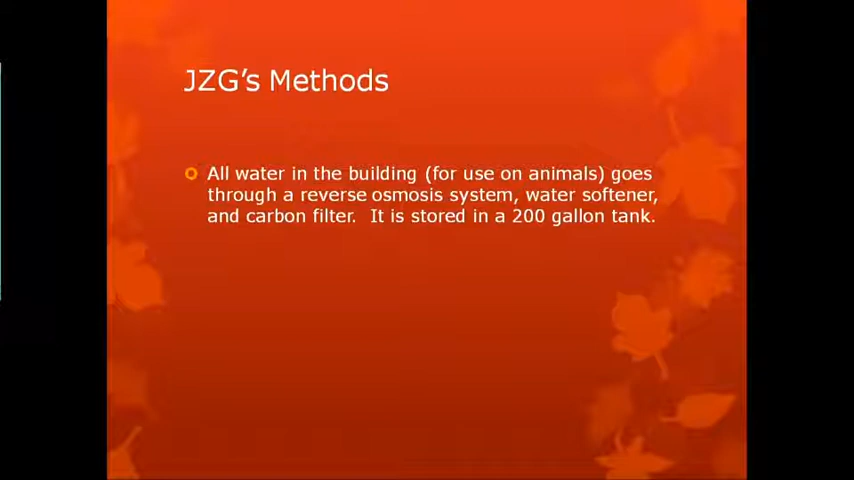 JZG's Methods
All water in the building (for use on animals) goes
through a reverse osmosis system, water softener,
and carbon filter.  It is stored in a 200 gallon tank.